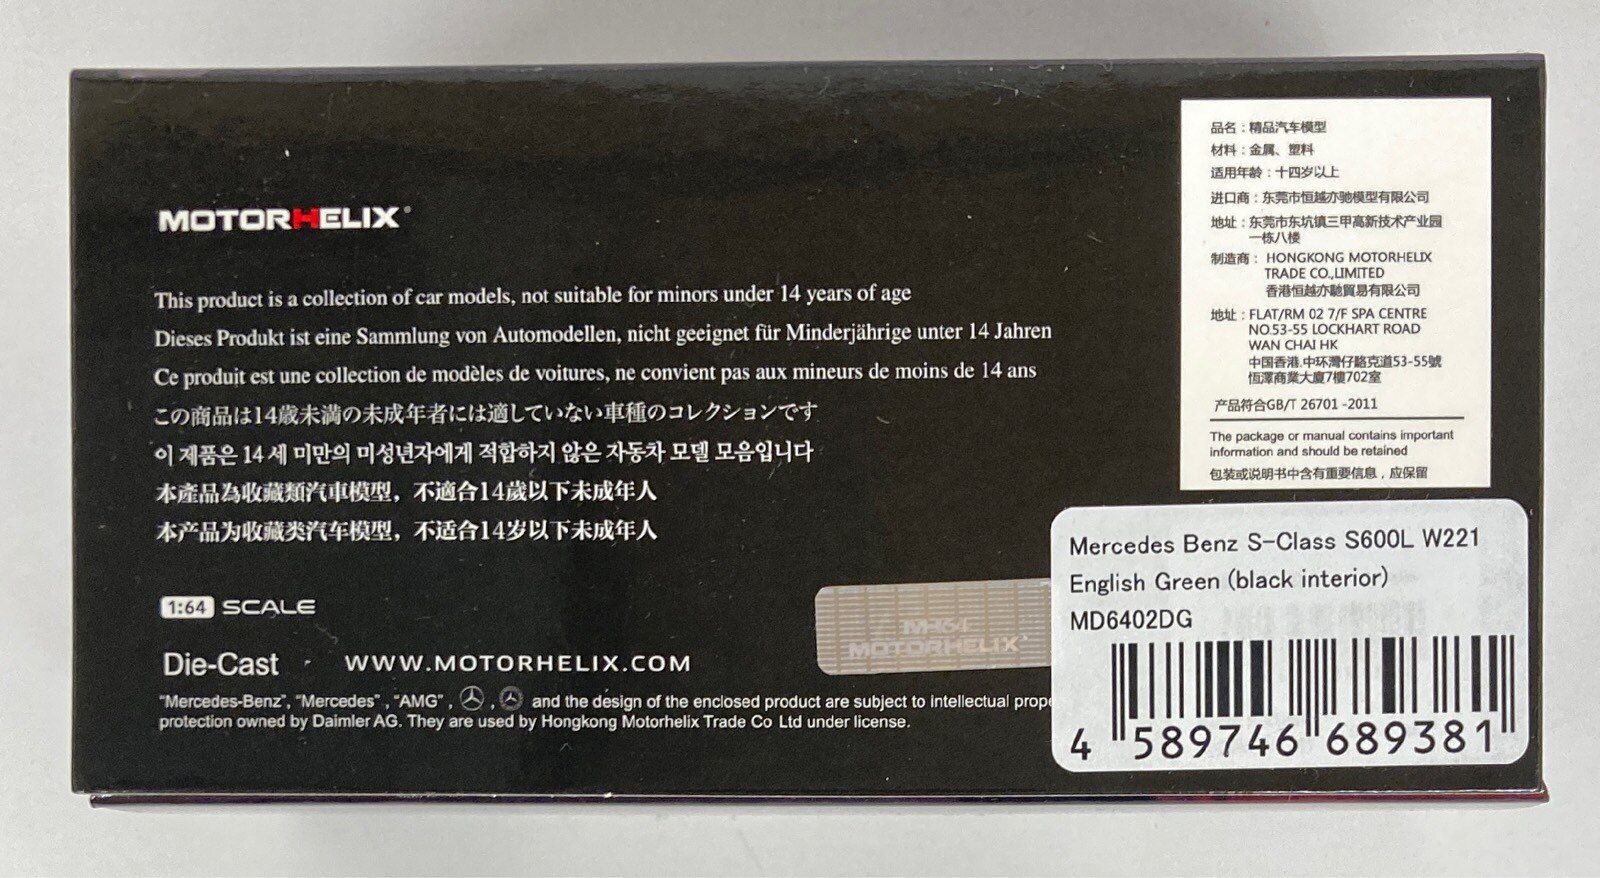 MOTORHELIX®
This product is a collection of car models, not suitable for minors under 14 years of age
Dieses Produkt ist eine Sammlung von Automodellen, nicht geeignet für Minderjährige unter 14 Jahren
Ce produit est une collection de modèles de voitures, ne convient pas aux mineurs de moins de 14 ans
この商品は14歳未満の未成年者には適していない車種のコレクションです
이 제품은 14 세 미만의 미성년자에게 적합하지 않은 자동차 모델 모음입니다
本產品為收藏類汽車模型，不適合14歲以下未成年人
本产品为收藏类汽车模型，不适合14岁以下未成年人
1:64 SCALE
Die-Cast WWW.MOTORHELIX.COM
"Mercedes-Benz", "Mercedes", "AMG", , and the design of the enclosed product are subject to intellectual prope
protection owned by Daimler AG. They are used by Hongkong Motorhelix Trade Co Ltd under license.
MH64
MOTORHELIX
品名：精品汽车模型
材料：金属、塑料
适用年龄：十四岁以上
进口商：东莞市恒越亦驰模型有限公司
地址：东莞市东坑镇三甲高新技术产业园
一栋八楼
制造商： HONGKONG MOTORHELIX
TRADE CO.,LIMITED
香港恒越亦馳貿易有限公司
地址：FLAT/RM 02 7/F SPA CENTRE
NO.53-55 LOCKHART ROAD
WAN CHAI HK
中国香港.中环灣仔駱克道53-55號
恆澤商業大廈7樓702室
产品符合GB/T 26701 -2011
The package or manual contains important
information and should be retained
包装或说明书中含有重要信息，应保留
Mercedes Benz S-Class S600L W221
English Green (black interior)
MD6402DG
4 589746 689381